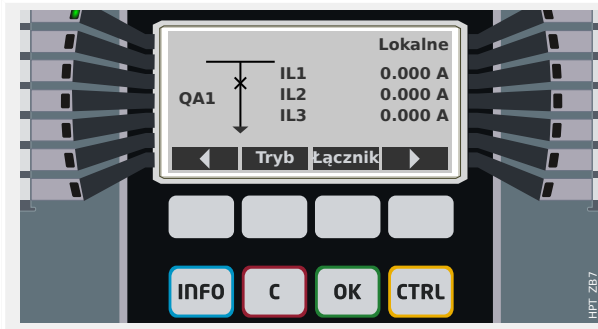 Lokalne
QA1
IL1 0.000 A
IL2 0.000 A
IL3 0.000 A
Tryb Łącznik
INFO C OK CTRL
HPT ZB7